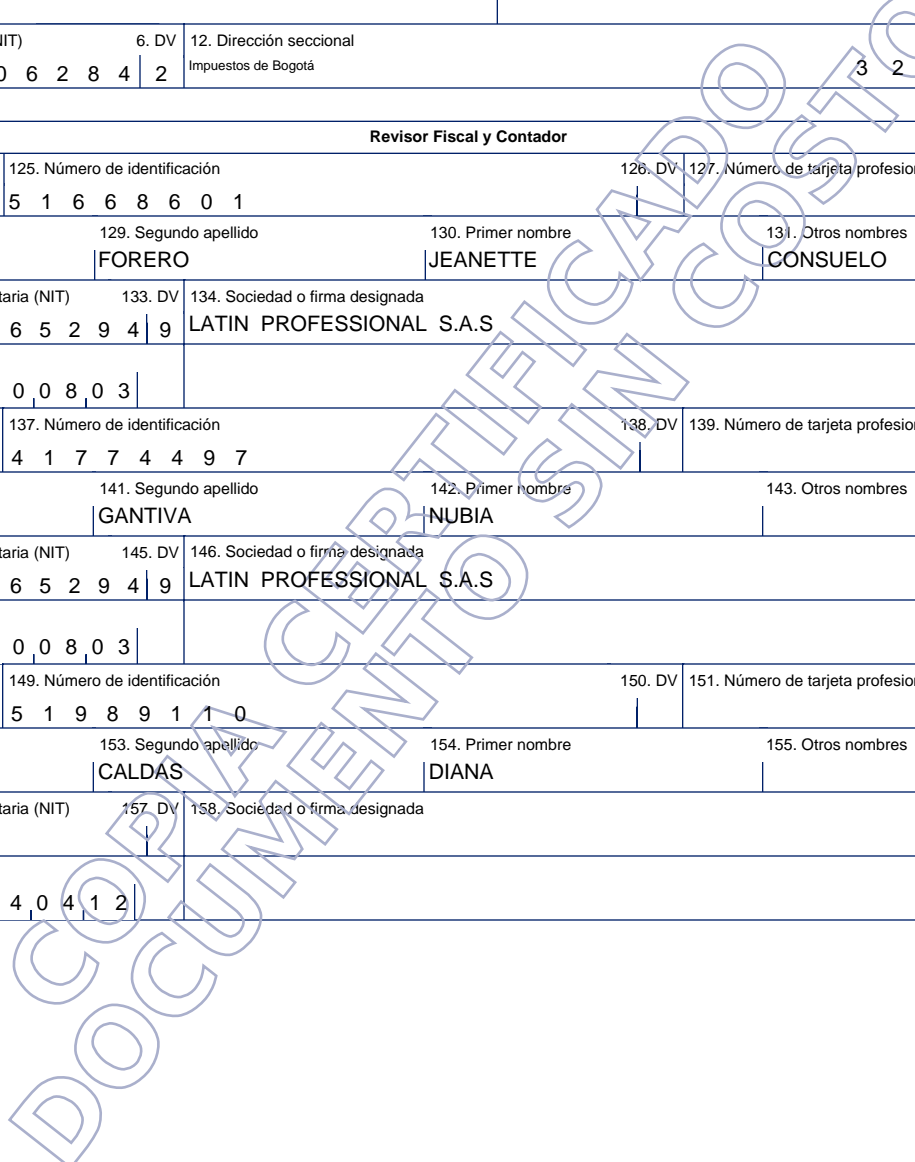 NIT) 6. DV 12. Dirección seccional
0 6 2 8 4 2 Impuestos de Bogotá 3 2
Revisor Fiscal y Contador
125. Número de identificación 126. DV 127. Número de tarjeta profesion
5 1 6 6 8 6 0 1
129. Segundo apellido 130. Primer nombre 131. Otros nombres
FORERO JEANETTE CONSUELO
taria (NIT) 133. DV 134. Sociedad o firma designada
6 5 2 9 4 9 LATIN PROFESSIONAL S.A.S
0 0 8 0 3
137. Número de identificación 138. DV 139. Número de tarjeta profesion
4 1 7 7 4 4 9 7
141. Segundo apellido 142. Primer nombre 143. Otros nombres
GANTIVA NUBIA
taria (NIT) 145. DV 146. Sociedad o firma designada
6 5 2 9 4 9 LATIN PROFESSIONAL S.A.S
0 0 8 0 3
149. Número de identificación 150. DV 151. Número de tarjeta profesion
5 1 9 8 9 1 1 0
153. Segundo apellido 154. Primer nombre 155. Otros nombres
CALDAS DIANA
taria (NIT) 157. DV 158. Sociedad o firma designada
4 0 4 1 2
COPIA CERTIFICADO
DOCUMENTO SIN COSTO